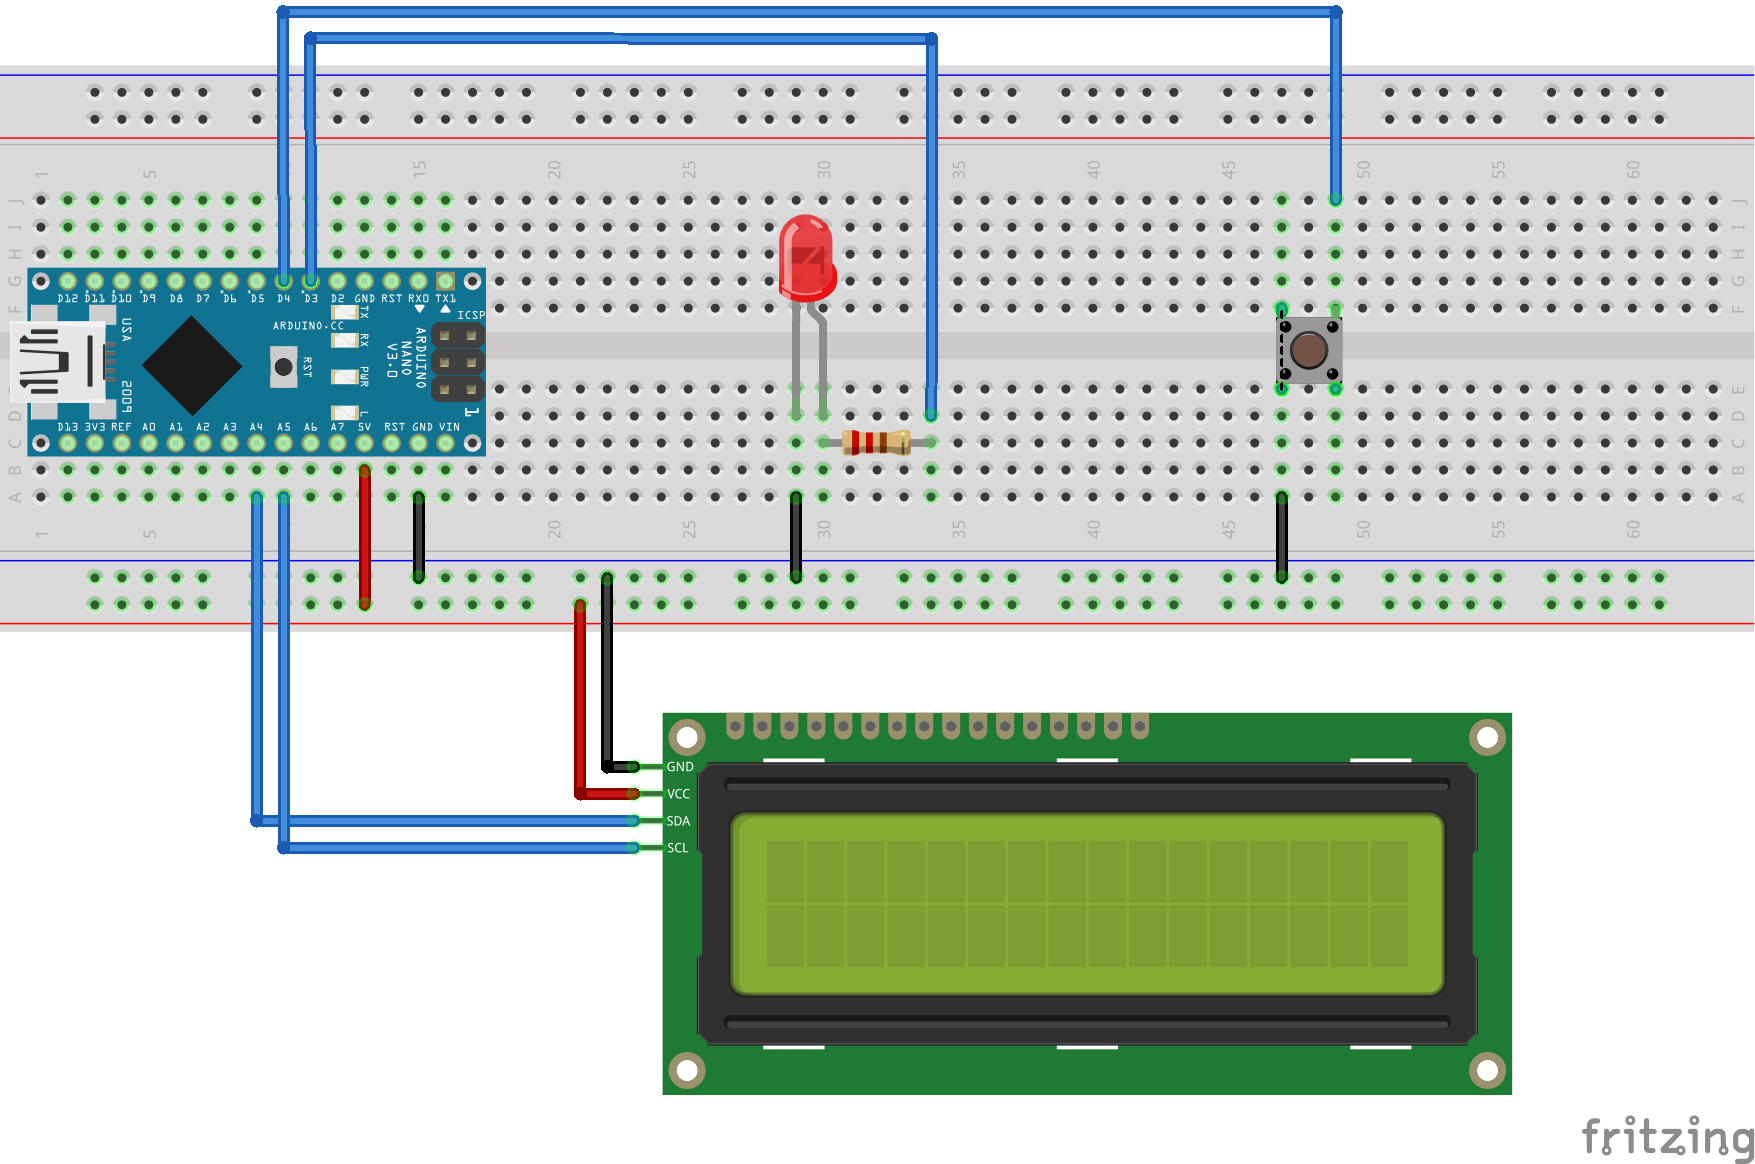 1 5 15 20 25 30 35 40 45 50 55 60
J J
I I
H H
G G
F F
D12 D11 D10 D9 D8 D7 D6 D5 D4 D3 D2 GND RST RX0 TX1
ICSP
ARDUINO.CC
USA
TX
RX
RST
PWR
L
ARDUINO
NANO
V3.0
2009
1
D13 3V3 REF A0 A1 A2 A3 A4 A5 A6 A7 5V RST GND VIN
E
D D
C C
B B
A A
1 5 20 25 30 35 40 45 50 55 60
GND
VCC
SDA
SCL
fritzing